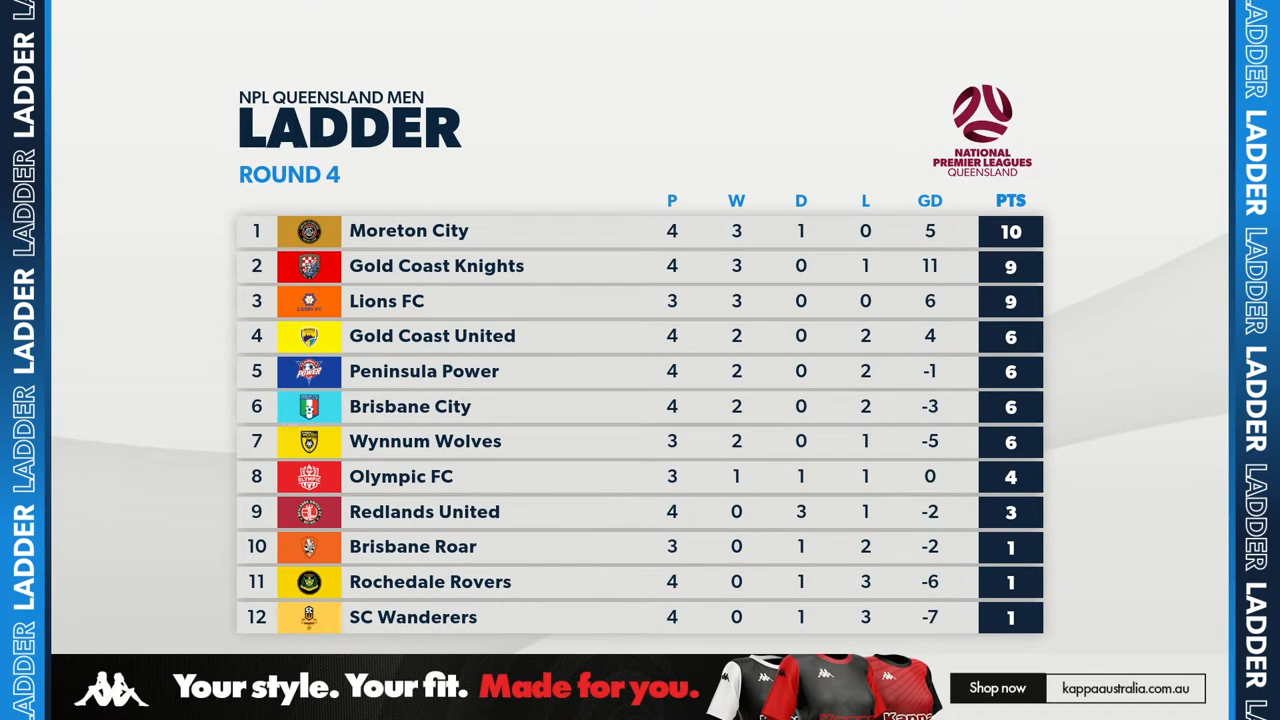 NPL QUEENSLAND MEN
LADDER
ROUND 4
NATIONAL
PREMIER LEAGUES
QUEENSLAND
P W D L GD PTS
1 Moreton City 4 3 1 0 5 10
2 Gold Coast Knights 4 3 0 1 11 9
3 LIONS FC Lions FC 3 3 0 0 6 9
4 Gold Coast United 4 2 0 2 4 6
5 POWER Peninsula Power 4 2 0 2 -1 6
6 Brisbane City 4 2 0 2 -3 6
7 Wynnum Wolves 3 2 0 1 -5 6
8 OLYMPIC Olympic FC 3 1 1 1 0 4
9 Redlands United 4 0 3 1 -2 3
10 Brisbane Roar 3 0 1 2 -2 1
11 Rochedale Rovers 4 0 1 3 -6 1
12 SC Wanderers 4 0 1 3 -7 1
Your style. Your fit. Made for you.
Kappa
Shop now kappaaustralia.com.au
LADDER LADDER LADDER LADDER LADDER LADDER
LADDER LADDER LADDER LADDER LADDER LADDER